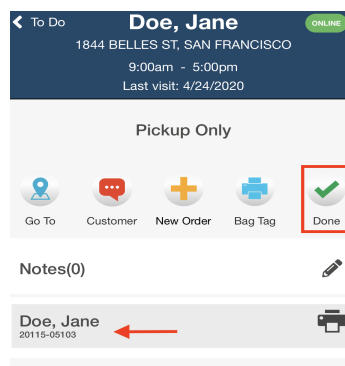 To Do
Doe, Jane
ONLINE
1844 BELLES ST, SAN FRANCISCO
9:00am - 5:00pm
Last visit: 4/24/2020
Pickup Only
Go To
Customer
New Order
Bag Tag
Done
Notes(0)
Doe, Jane
20115-05103